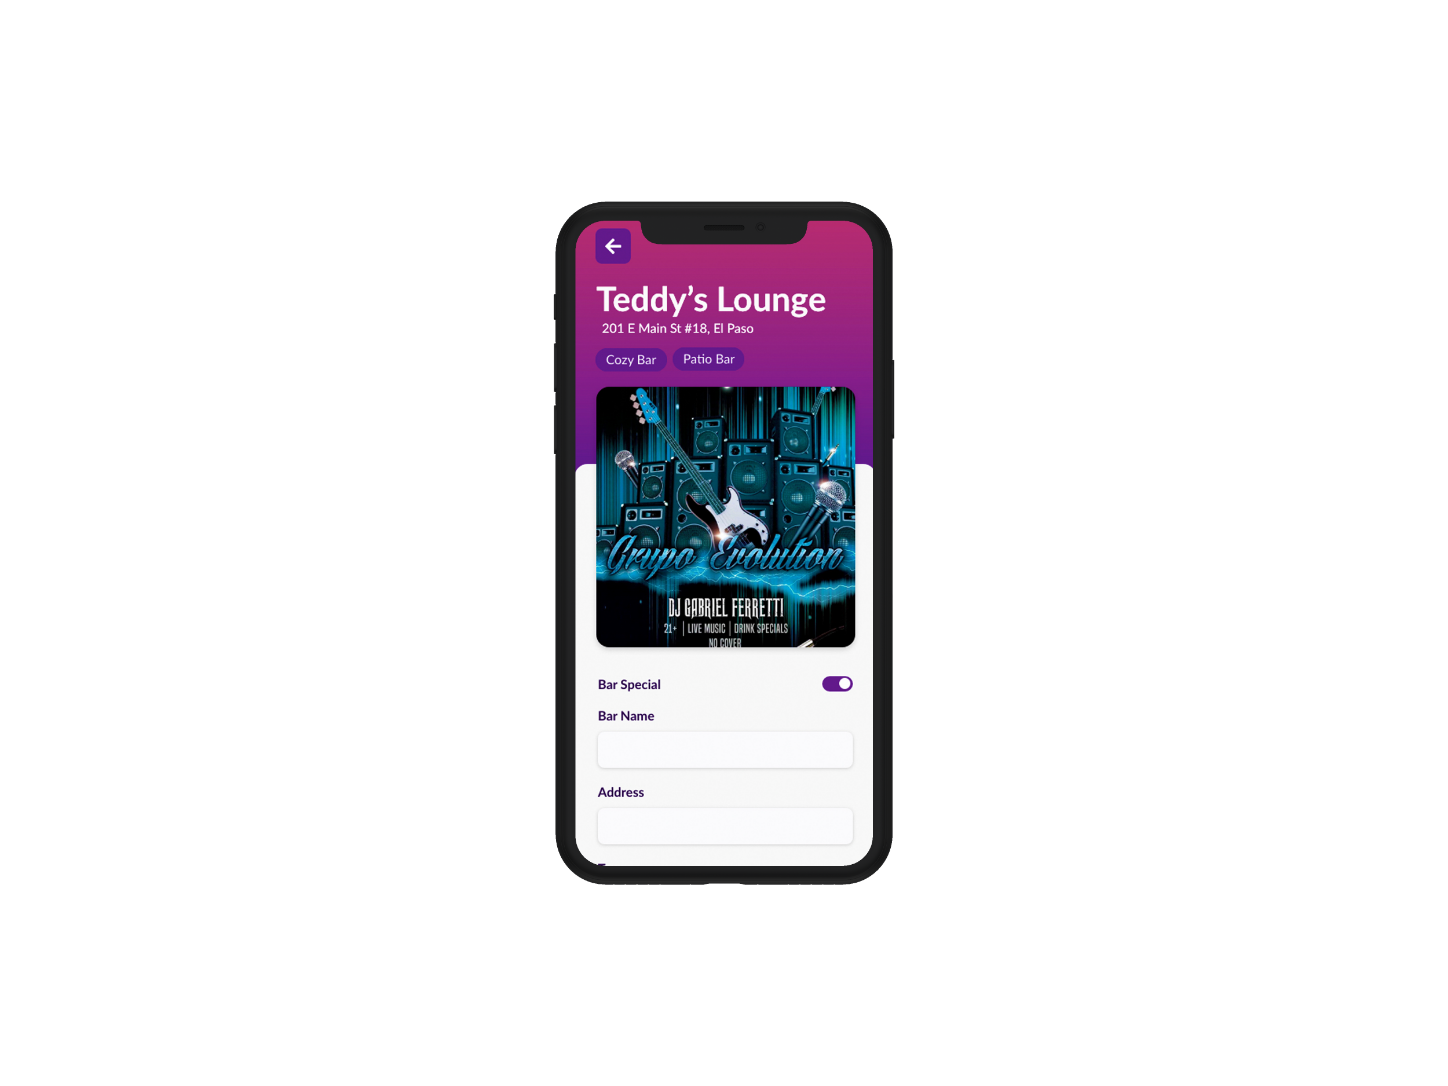 Teddy’s Lounge
201 E Main St #18, El Paso
Cozy Bar
Patio Bar
Grupo Evolution
DJ GABRIEL FERRETTI
21+ | LIVE MUSIC | DRINK SPECIALS
NO COVER
Bar Special
Bar Name
Address